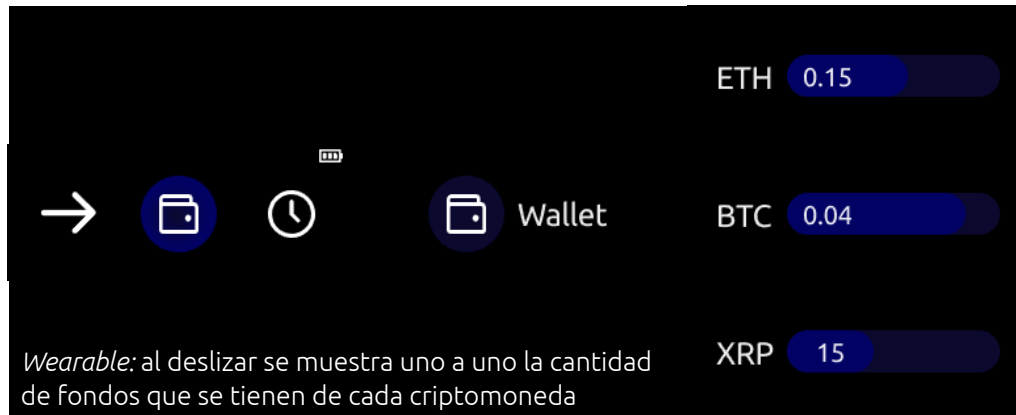 ETH 0.15
Wallet
BTC 0.04
XRP 15
Wearable: al deslizar se muestra uno a uno la cantidad
de fondos que se tienen de cada criptomoneda